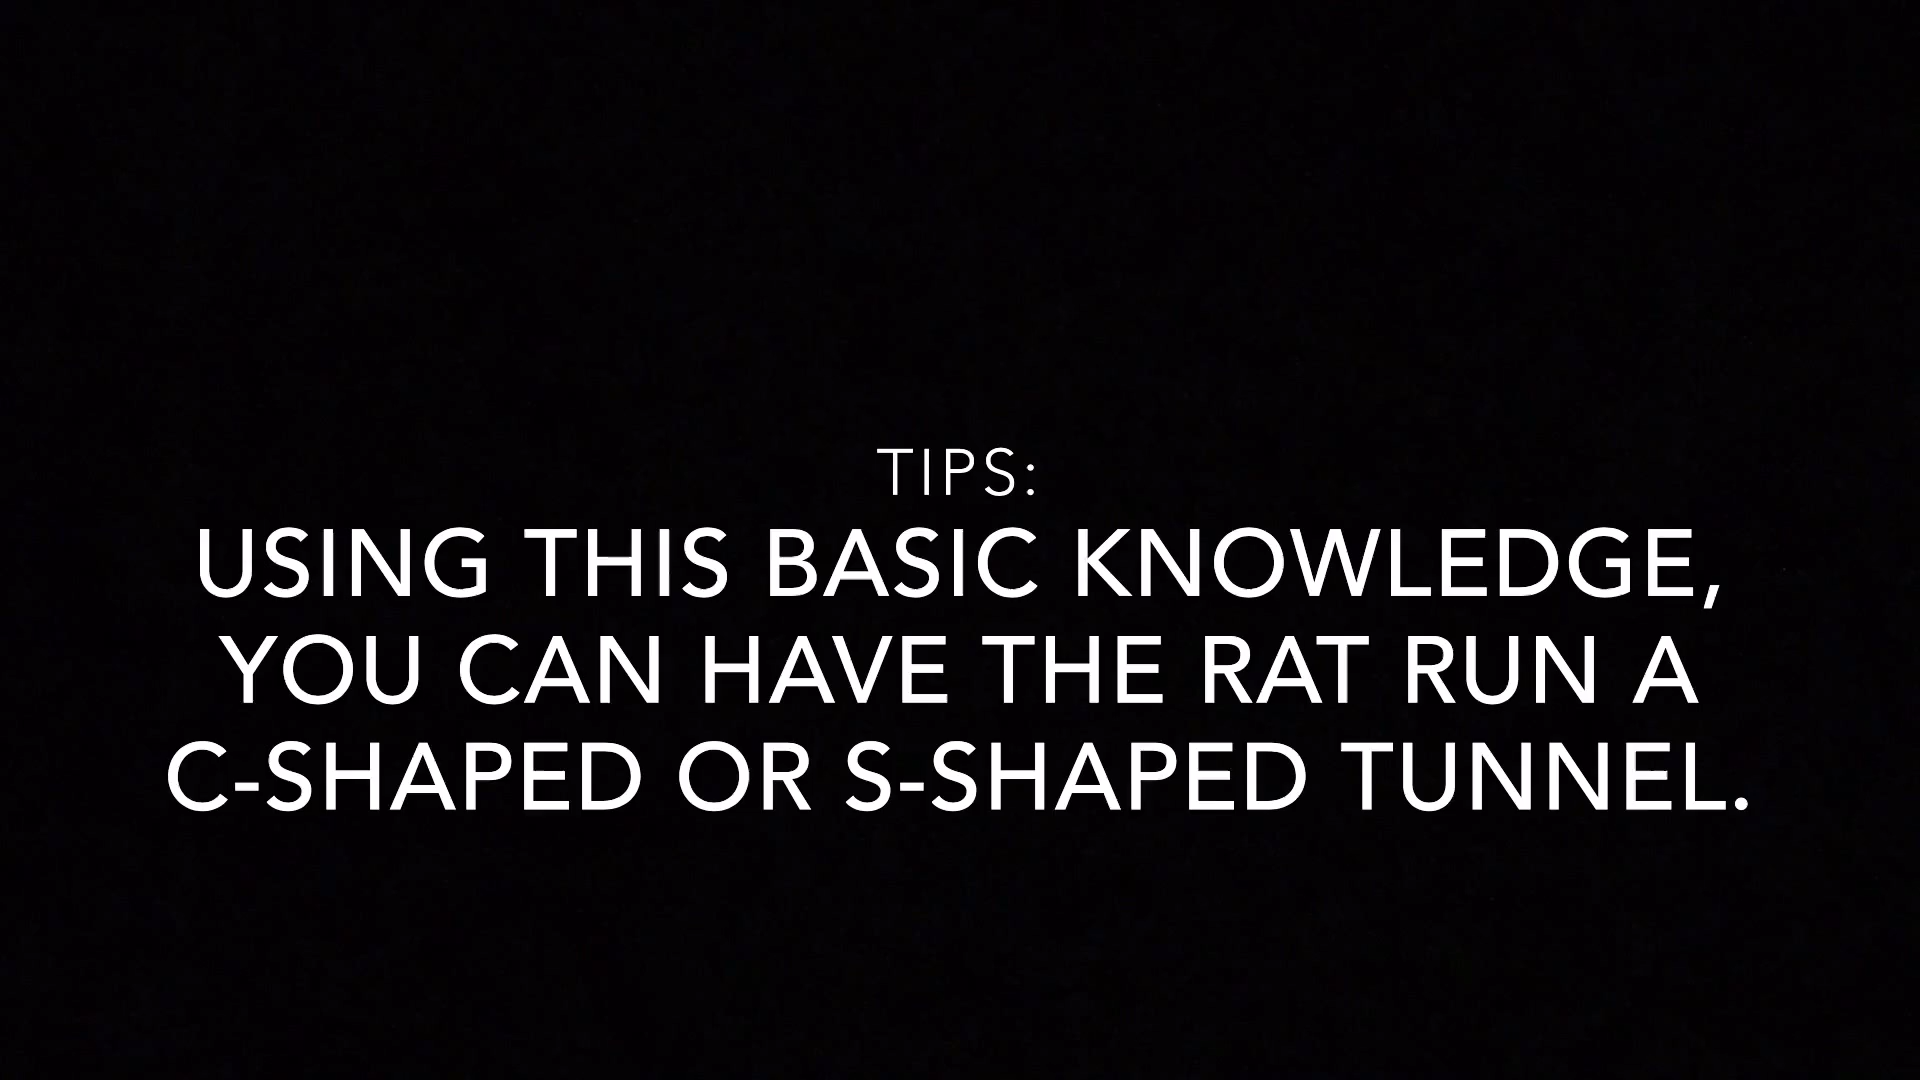 TIPS:
USING THIS BASIC KNOWLEDGE,
YOU CAN HAVE THE RAT RUN A
C-SHAPED OR S-SHAPED TUNNEL.